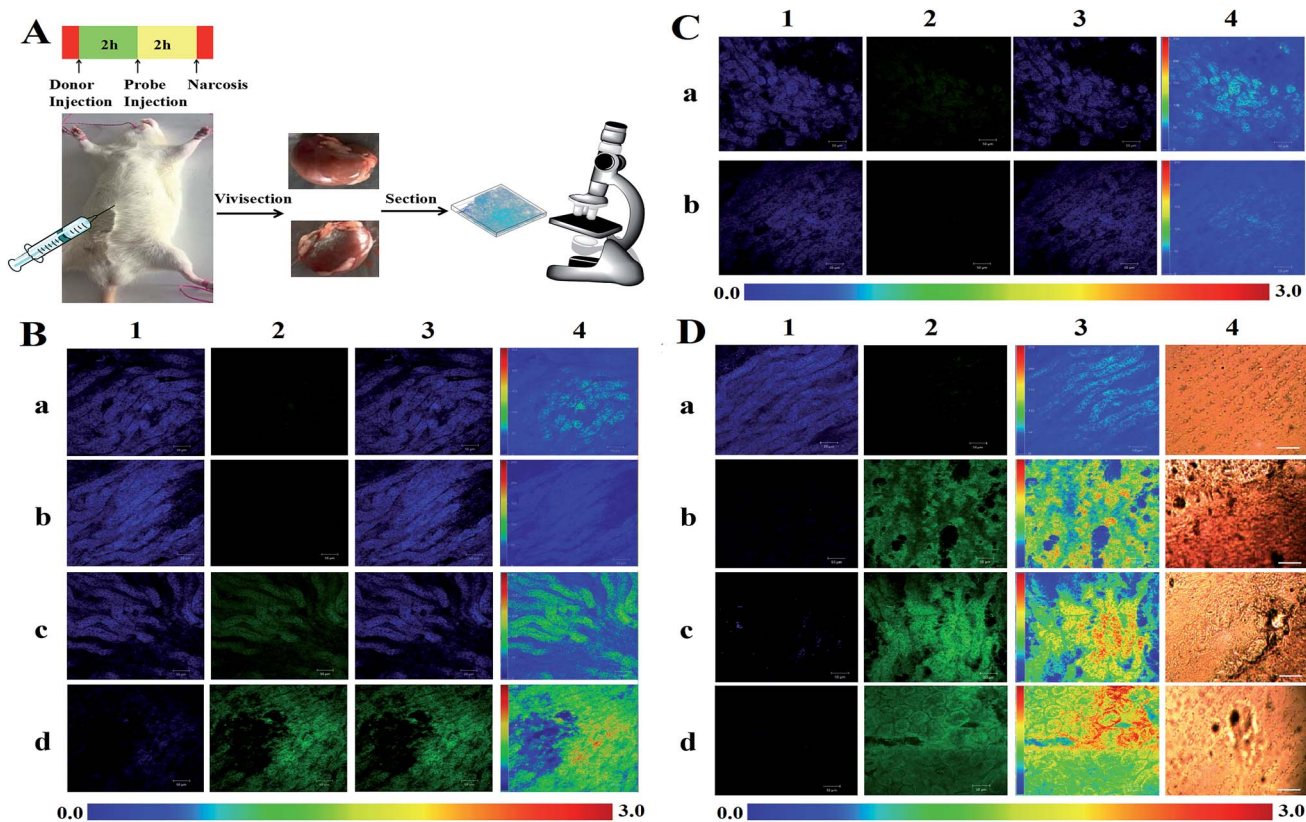 A
2h 2h
Donor Injection
Probe Injection
Narcosis
Vivisection
Section
B
1 2 3 4
a
b
c
d
0.0 3.0
C
1 2 3 4
a
b
0.0 3.0
D
1 2 3 4
a
b
c
d
0.0 3.0